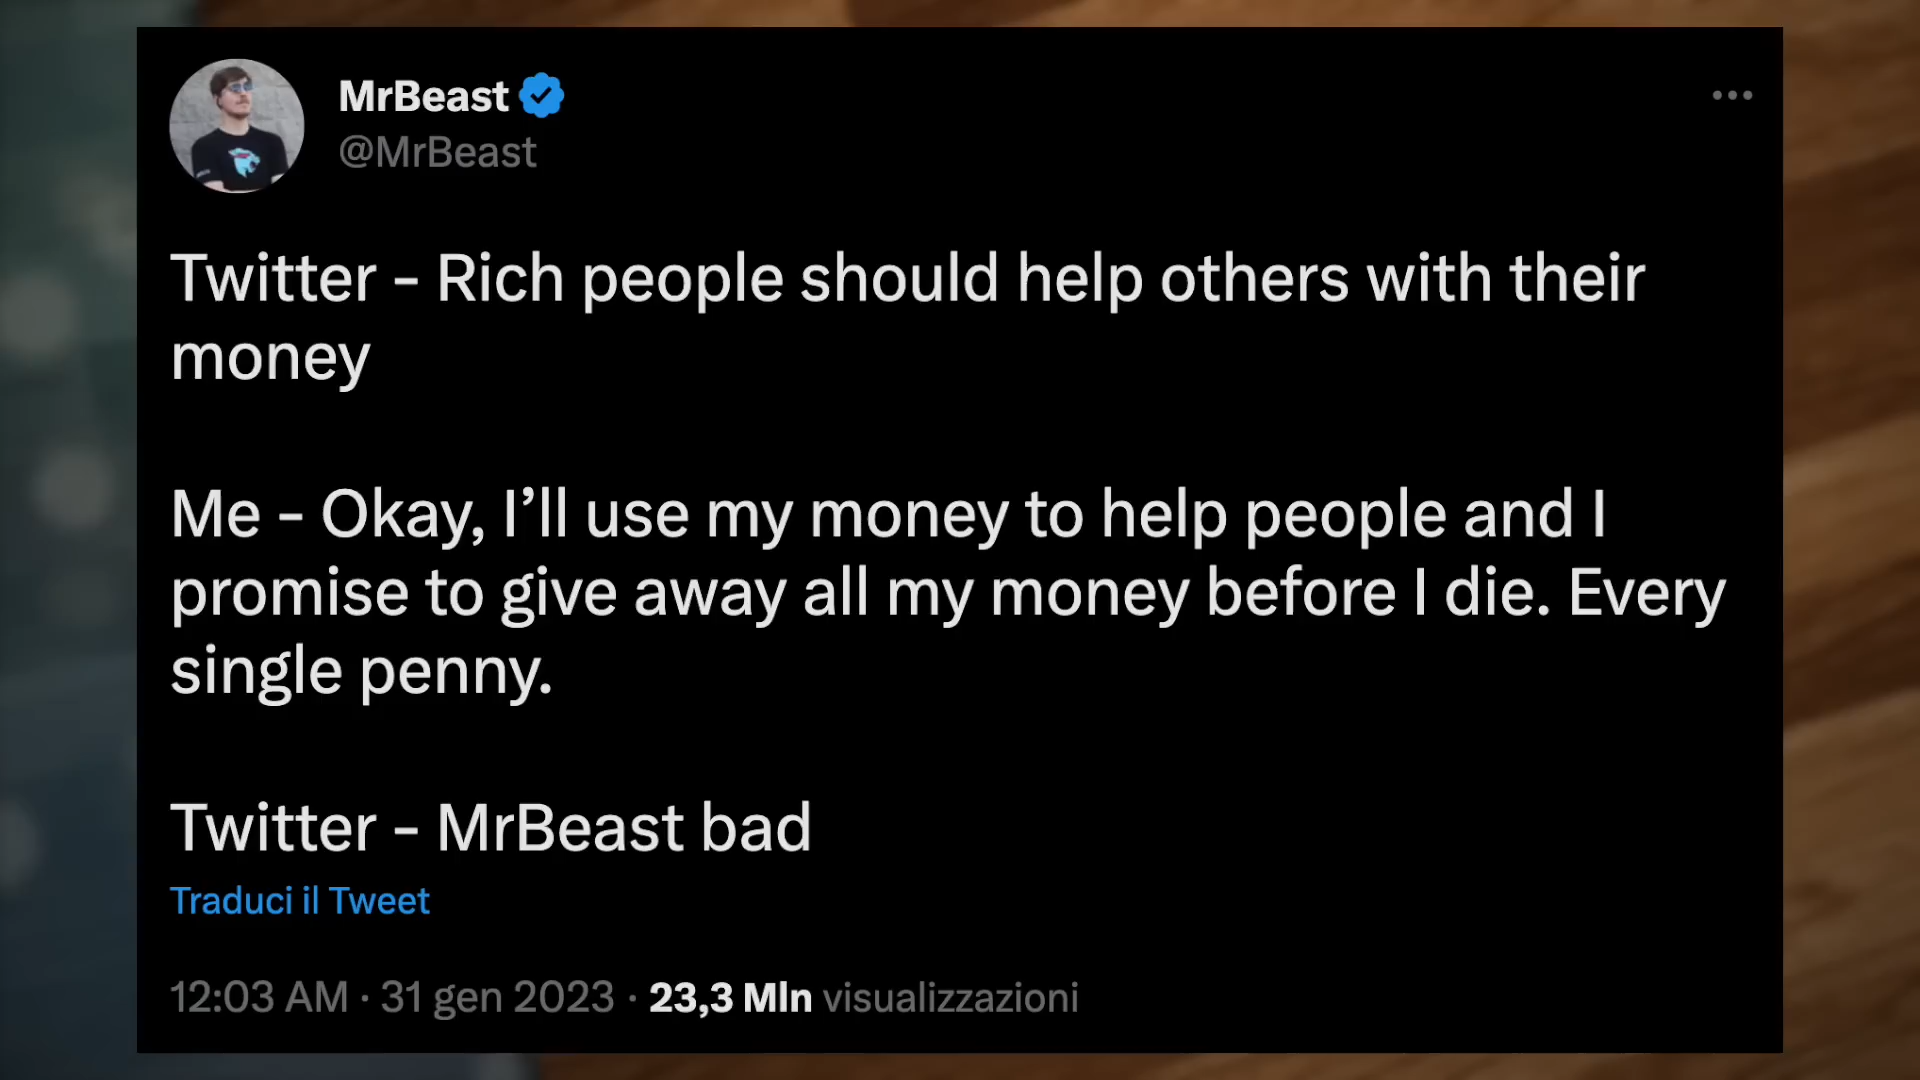 MrBeast
@MrBeast
Twitter - Rich people should help others with their
money
Me - Okay, I’ll use my money to help people and I
promise to give away all my money before I die. Every
single penny.
Twitter - MrBeast bad
Traduci il Tweet
12:03 AM · 31 gen 2023 · 23,3 Mln visualizzazioni